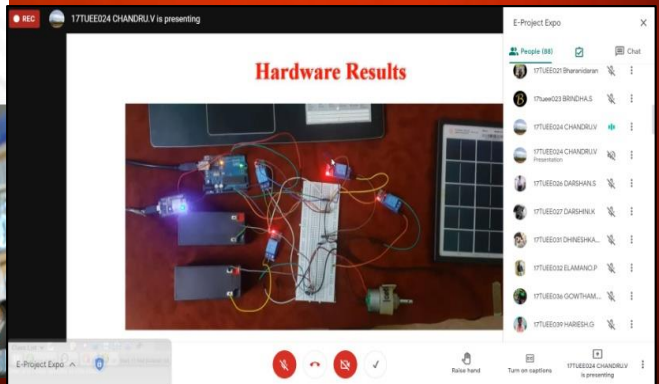 REC
17TUEE024 CHANDRU.V is presenting
Hardware Results
E-Project Expo
People (88)
Chat
17TUEE021 Bharanidaran
17tuee023 BRINDHA.S
17TUEE024 CHANDRU.V
17TUEE024 CHANDRU.V
Presentation
17TUEE026 DARSHAN.S
17TUEE027 DARSHINI.K
17TUEE031 DHINESHKA...
17TUEE032 ELAMANO.P
17TUEE036 GOWTHAM....
17TUEE039 HARIESH.G
E-Project Expo
Raise hand
Turn on captions
17TUEE024 CHANDRU.V
is presenting